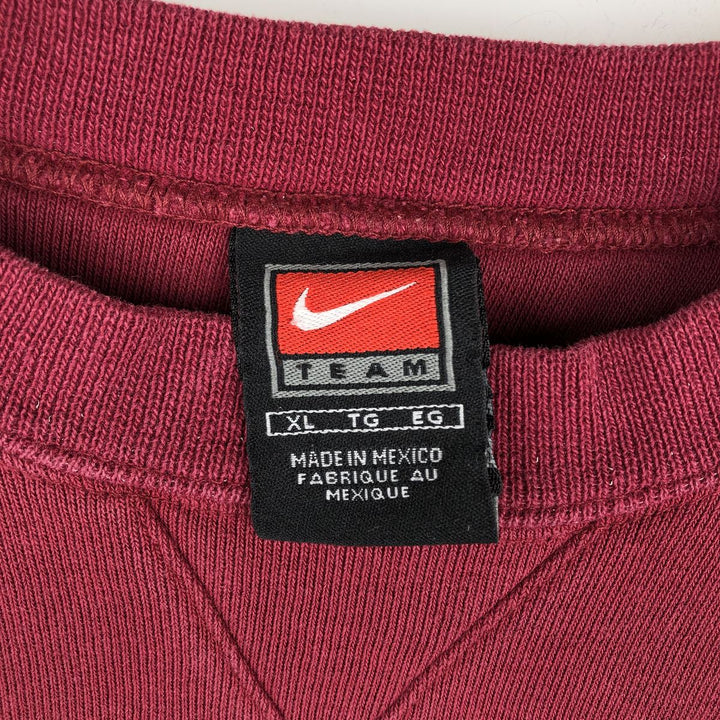 TEAM
XL TG EG
MADE IN MEXICO
FABRIQUE AU
MEXIQUE